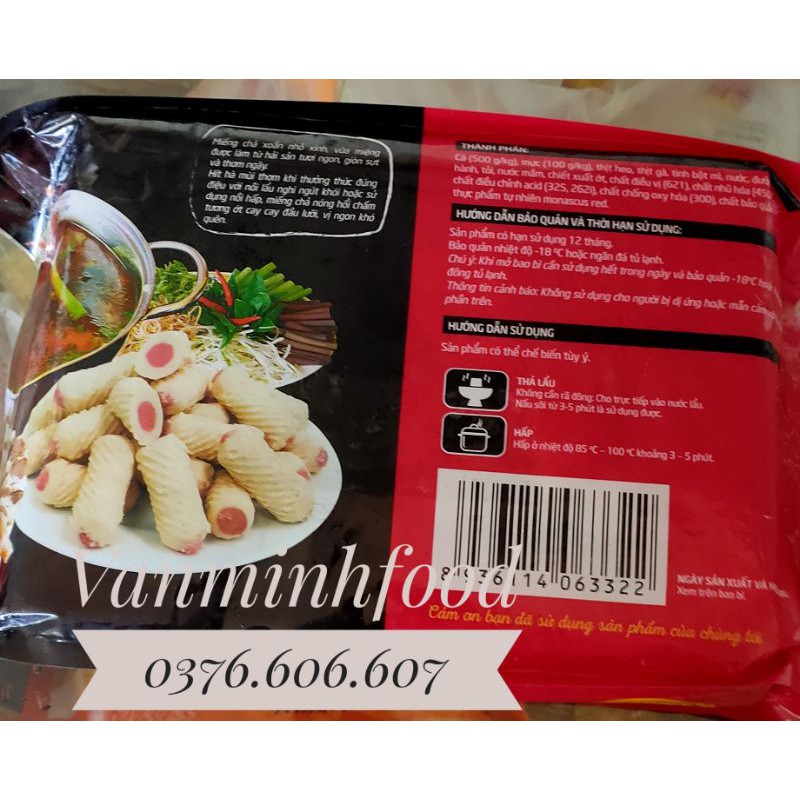 Miếng chả xoắn nhỏ xinh, vừa miệng
được làm từ hải sản tươi ngon, giòn sựt
và thơm ngậy.
Hít hà mùi thơm khi thưởng thức đúng
điệu với nồi lẩu nghi ngút khói hoặc sử
dụng nồi hấp, miếng chả nóng hổi chấm
tương ớt cay cay đầu lưỡi, vị ngon khó
quên.
THÀNH PHẦN:
Cá (500 g/kg), mực (100 g/kg), thịt heo, thịt gà, tinh bột mì, nước,
hành, tỏi, nước mắm, chiết xuất ớt, chất điều vị (621), chất nhũ hóa
chất điều chỉnh acid (325, 262i), chất chống oxy hóa (300), chất bảo
thực phẩm tự nhiên monascus red.
HƯỚNG DẪN BẢO QUẢN VÀ THỜI HẠN SỬ DỤNG:
Sản phẩm có hạn sử dụng 12 tháng.
Bảo quản nhiệt độ -18 °C hoặc ngăn đá tủ lạnh.
Chú ý: Khi mở bao bì cần sử dụng hết trong ngày và bảo quản -18°C
đông tủ lạnh.
Thông tin cảnh báo: Không sử dụng cho người bị dị ứng hoặc mẫn cảm
phần trên.
HƯỚNG DẪN SỬ DỤNG
Sản phẩm có thể chế biến tùy ý.
THẢ LẨU
Không cần rã đông: Cho trực tiếp vào nước lẩu.
Nấu sôi từ 3-5 phút là sử dụng được.
HẤP
Hấp ở nhiệt độ 85 °C - 100 °C khoảng 3 - 5 phút.
8 936 14 063322
NGÀY SẢN XUẤT VÀ
Xem trên bao bì.
Cảm ơn bạn đã sử dụng sản phẩm của chúng tôi.
Vanminhfood
0376.606.607